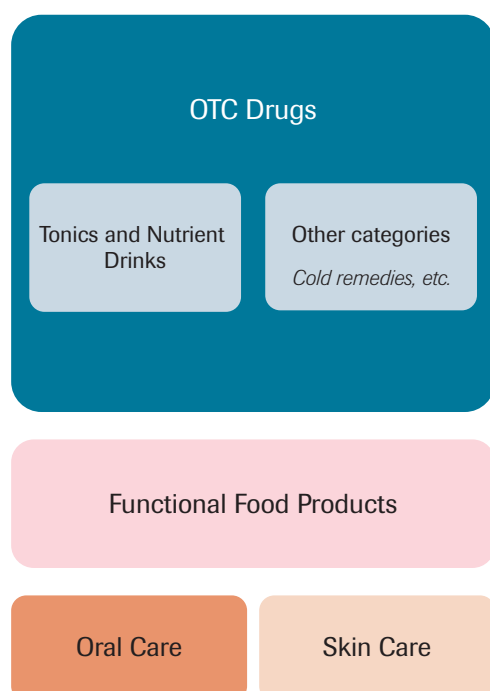 OTC Drugs
Tonics and Nutrient
Drinks
Other categories
Cold remedies, etc.
Functional Food Products
Oral Care
Skin Care